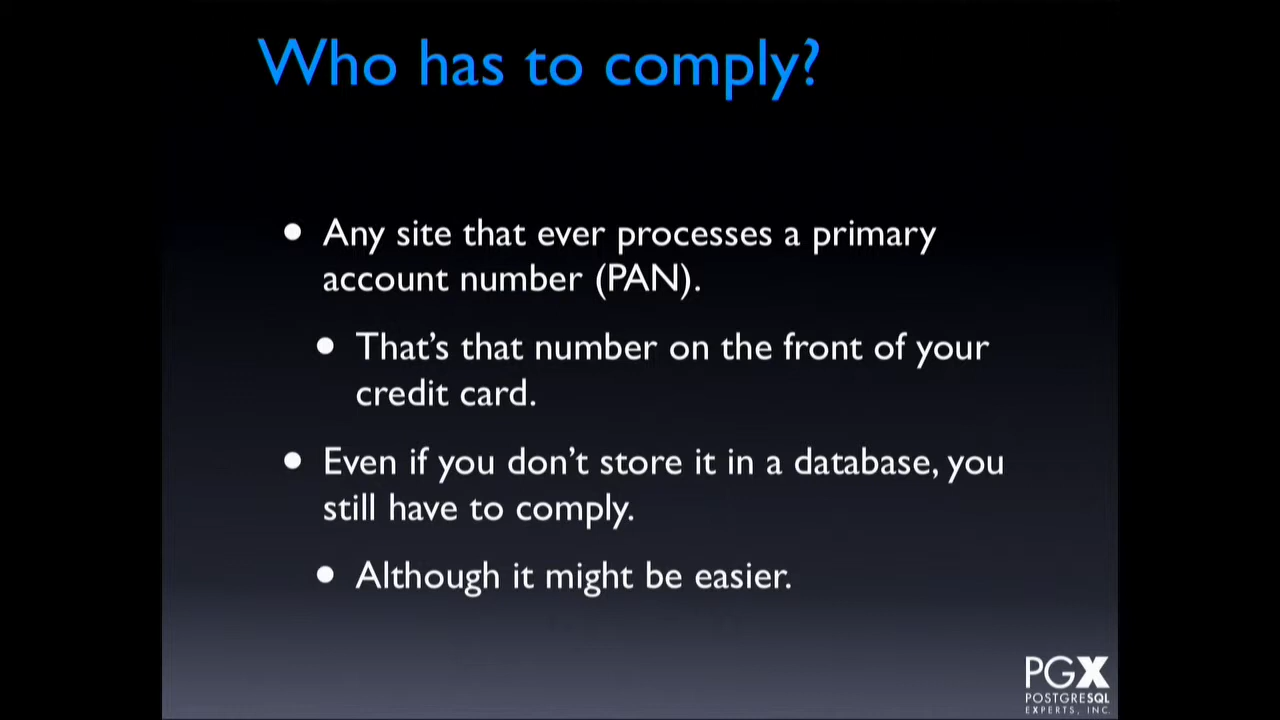 Who has to comply?
• Any site that ever processes a primary
account number (PAN).
• That's that number on the front of your
credit card.
• Even if you don't store it in a database, you
still have to comply.
• Although it might be easier.
PGX
POSTGRESQL
EXPERTS, INC.